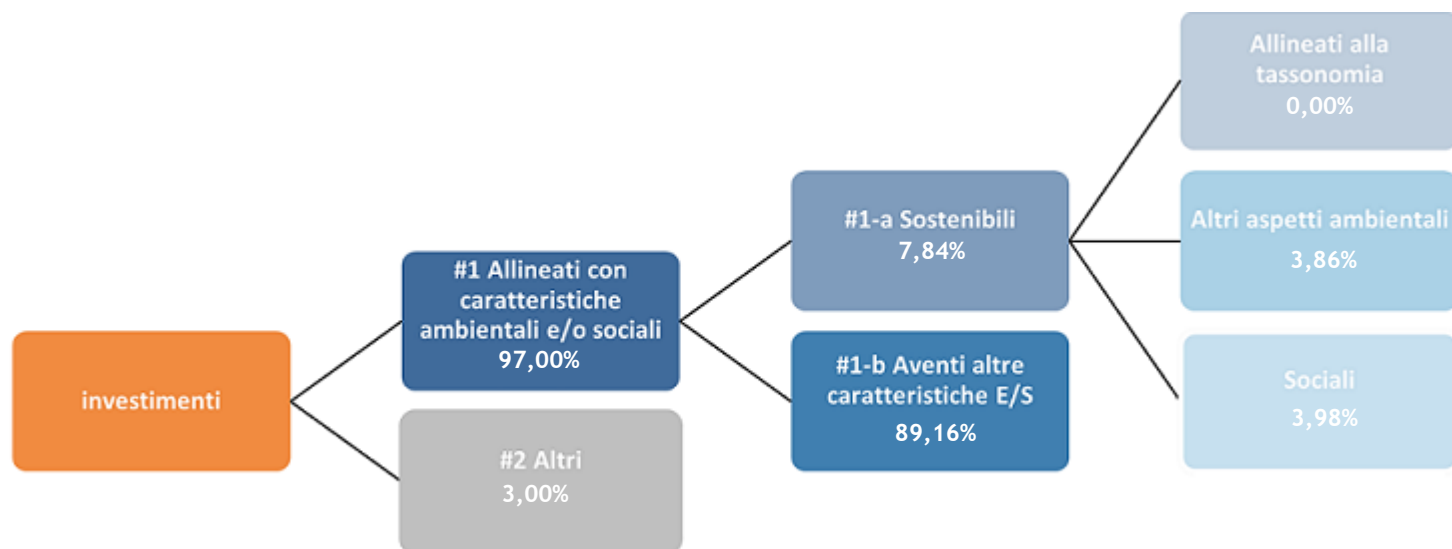 investimenti
#1 Allineati con
caratteristiche
ambientali e/o sociali
97,00%
#2 Altri
3,00%
#1-a Sostenibili
7,84%
#1-b Aventi altre
caratteristiche E/S
89,16%
Allineati alla
tassonomia
0,00%
Altri aspetti ambientali
3,86%
Sociali
3,98%